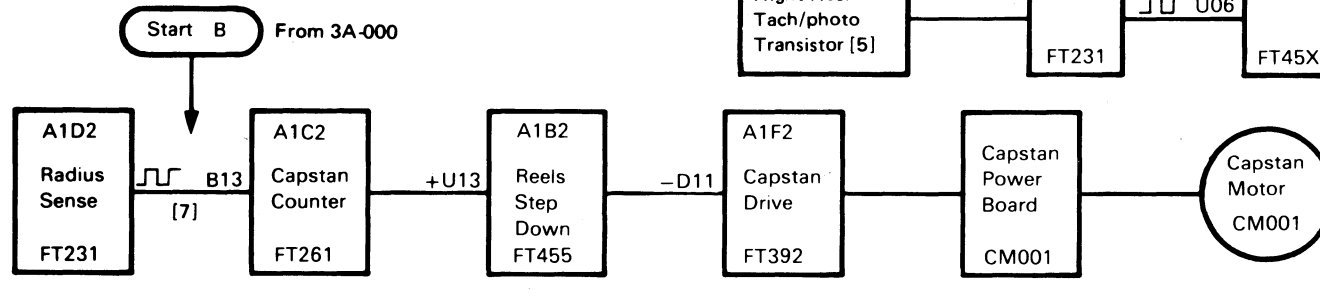 Tach/photo
Transistor [5]
FT231
U06
FT45X
Start B
From 3A-000
A1D2
Radius
Sense
FT231
B13
[7]
A1C2
Capstan
Counter
FT261
+U13
A1B2
Reels
Step
Down
FT455
−D11
A1F2
Capstan
Drive
FT392
Capstan
Power
Board
CM001
Capstan
Motor
CM001